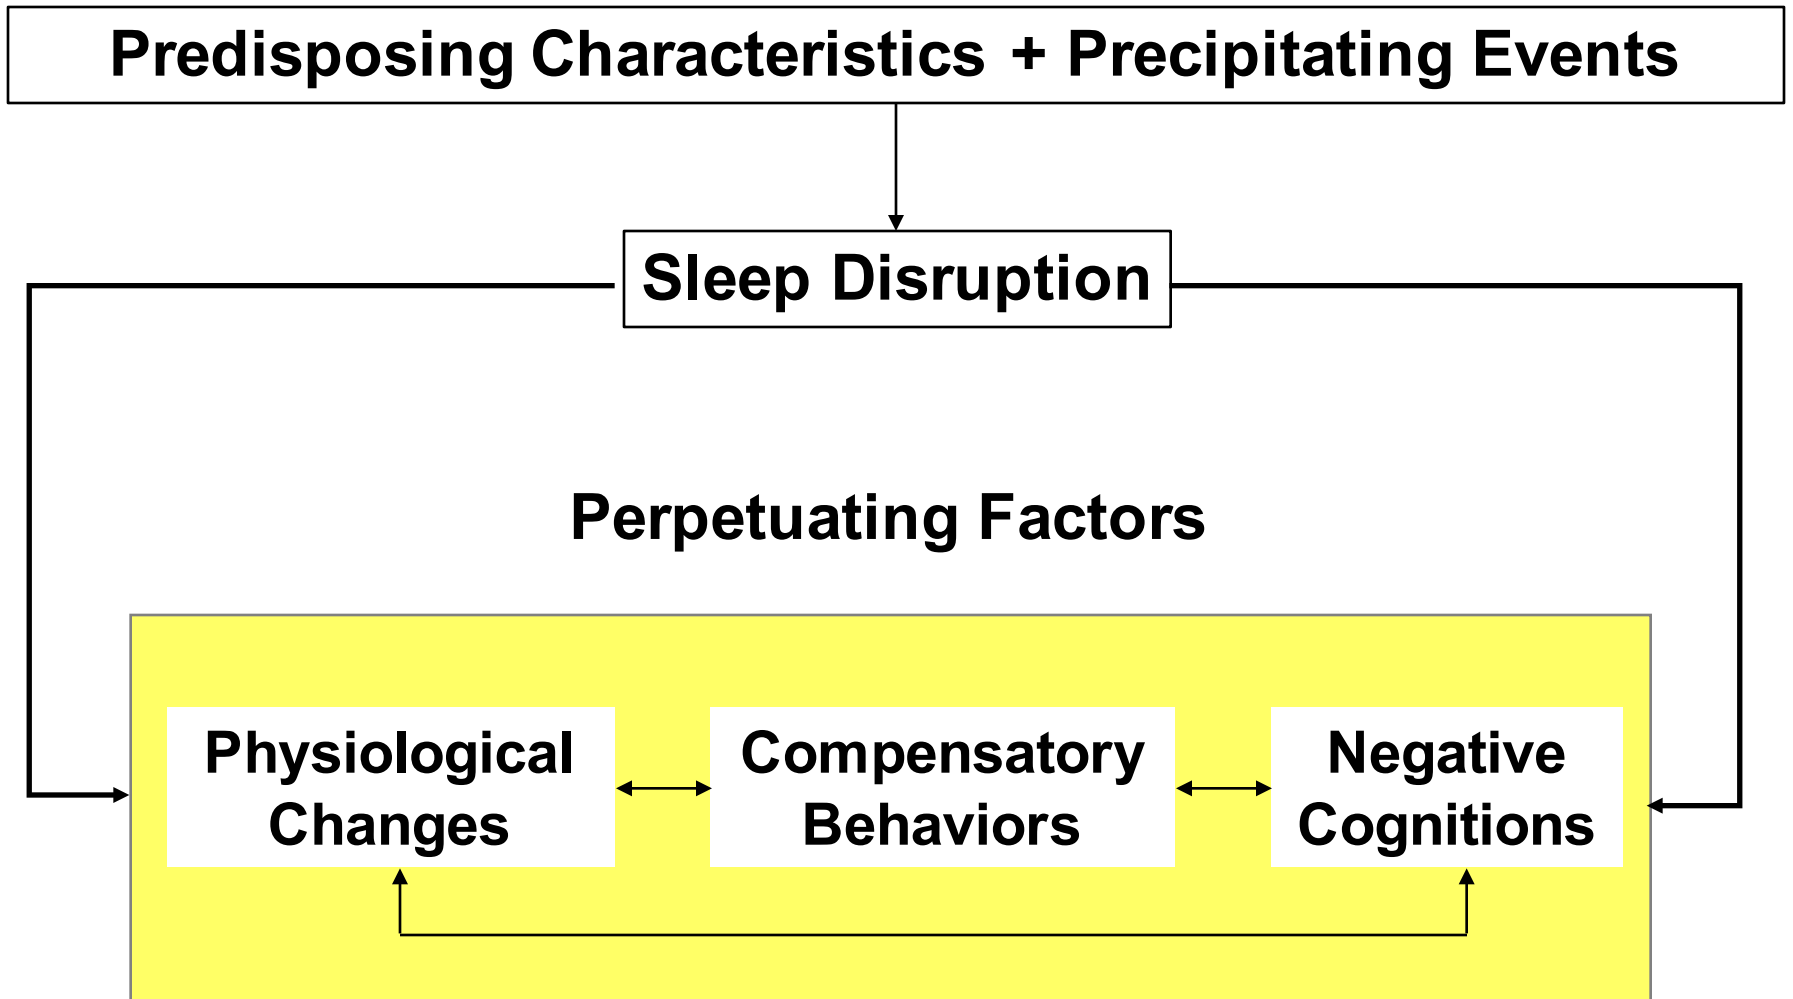 Predisposing Characteristics + Precipitating Events
Sleep Disruption
Perpetuating Factors
Physiological
Changes
Compensatory
Behaviors
Negative
Cognitions